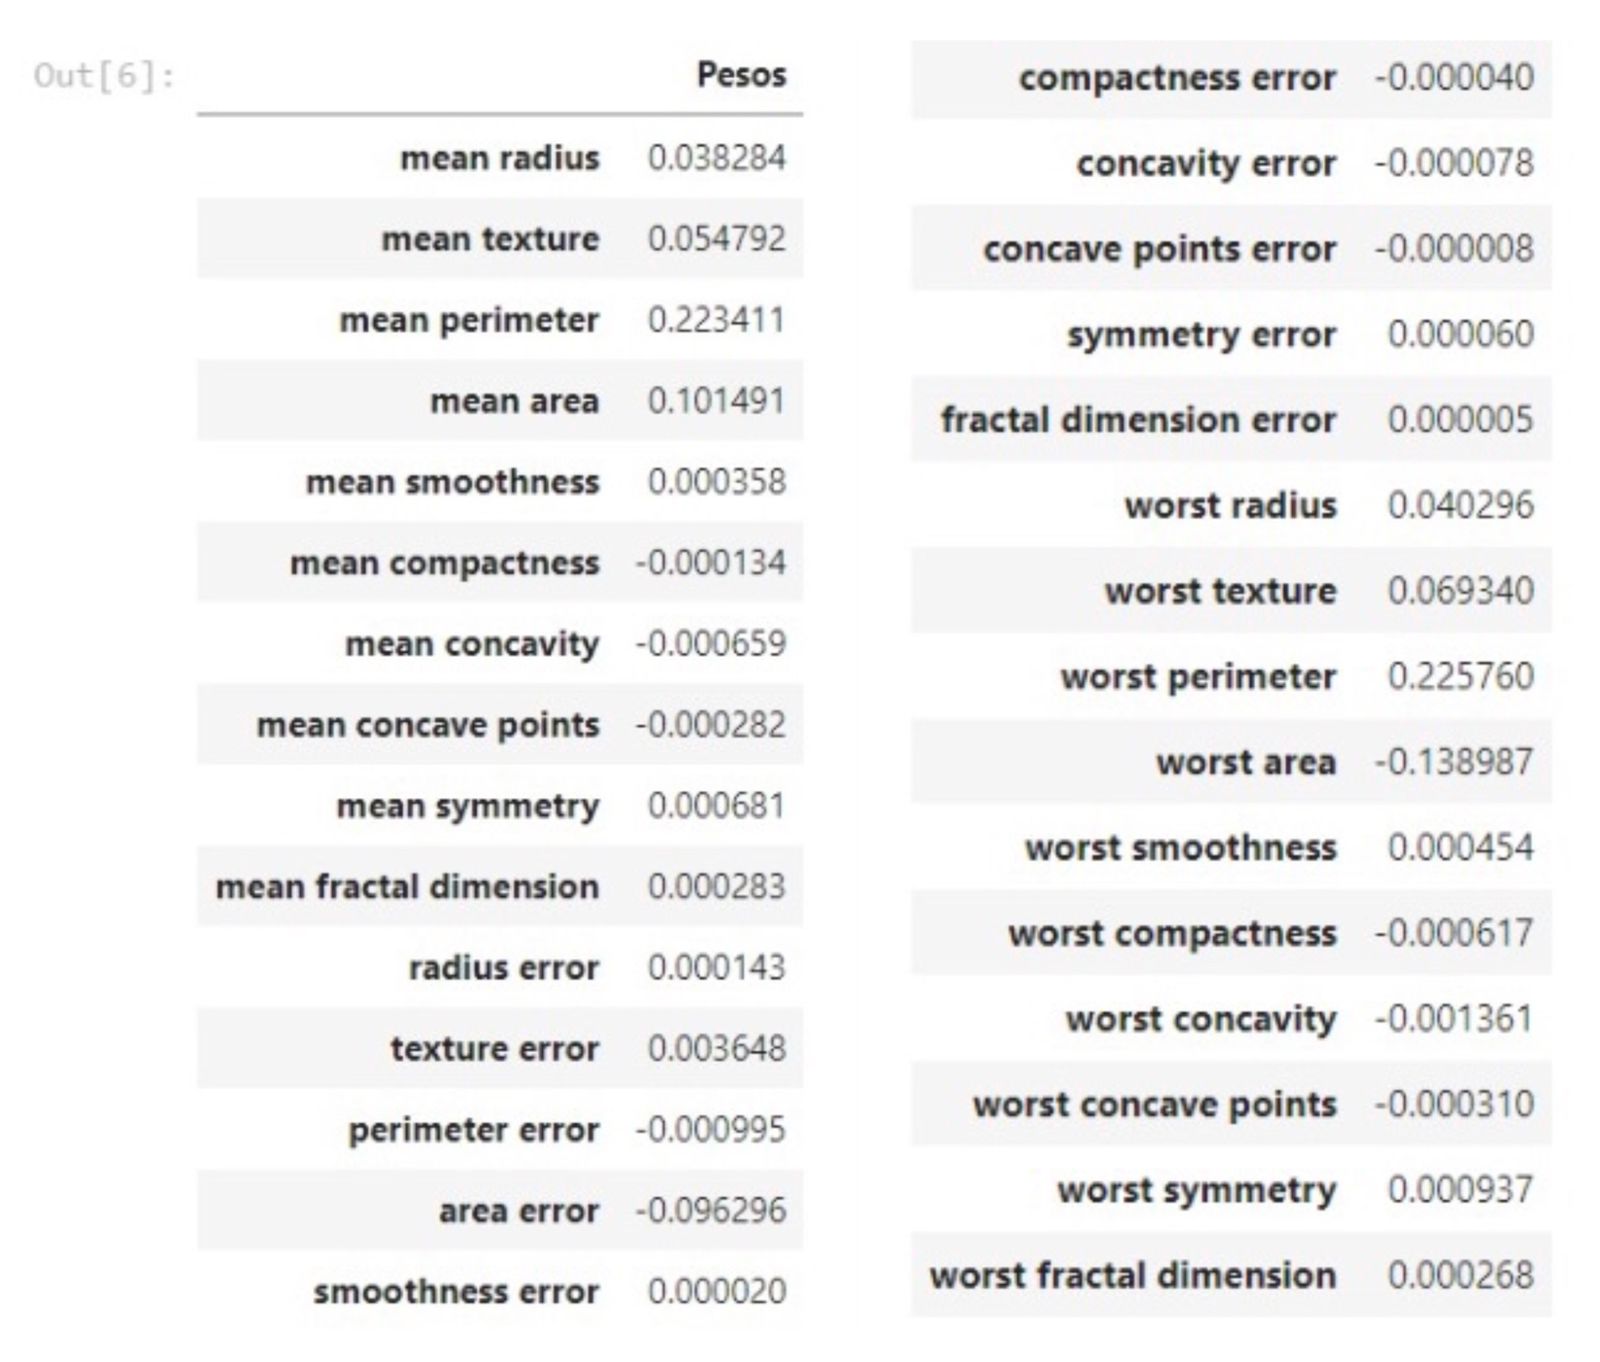 Out[6]:
Pesos
mean radius 0.038284
mean texture 0.054792
mean perimeter 0.223411
mean area 0.101491
mean smoothness 0.000358
mean compactness -0.000134
mean concavity -0.000659
mean concave points -0.000282
mean symmetry 0.000681
mean fractal dimension 0.000283
radius error 0.000143
texture error 0.003648
perimeter error -0.000995
area error -0.096296
smoothness error 0.000020
compactness error -0.000040
concavity error -0.000078
concave points error -0.000008
symmetry error 0.000060
fractal dimension error 0.000005
worst radius 0.040296
worst texture 0.069340
worst perimeter 0.225760
worst area -0.138987
worst smoothness 0.000454
worst compactness -0.000617
worst concavity -0.001361
worst concave points -0.000310
worst symmetry 0.000937
worst fractal dimension 0.000268